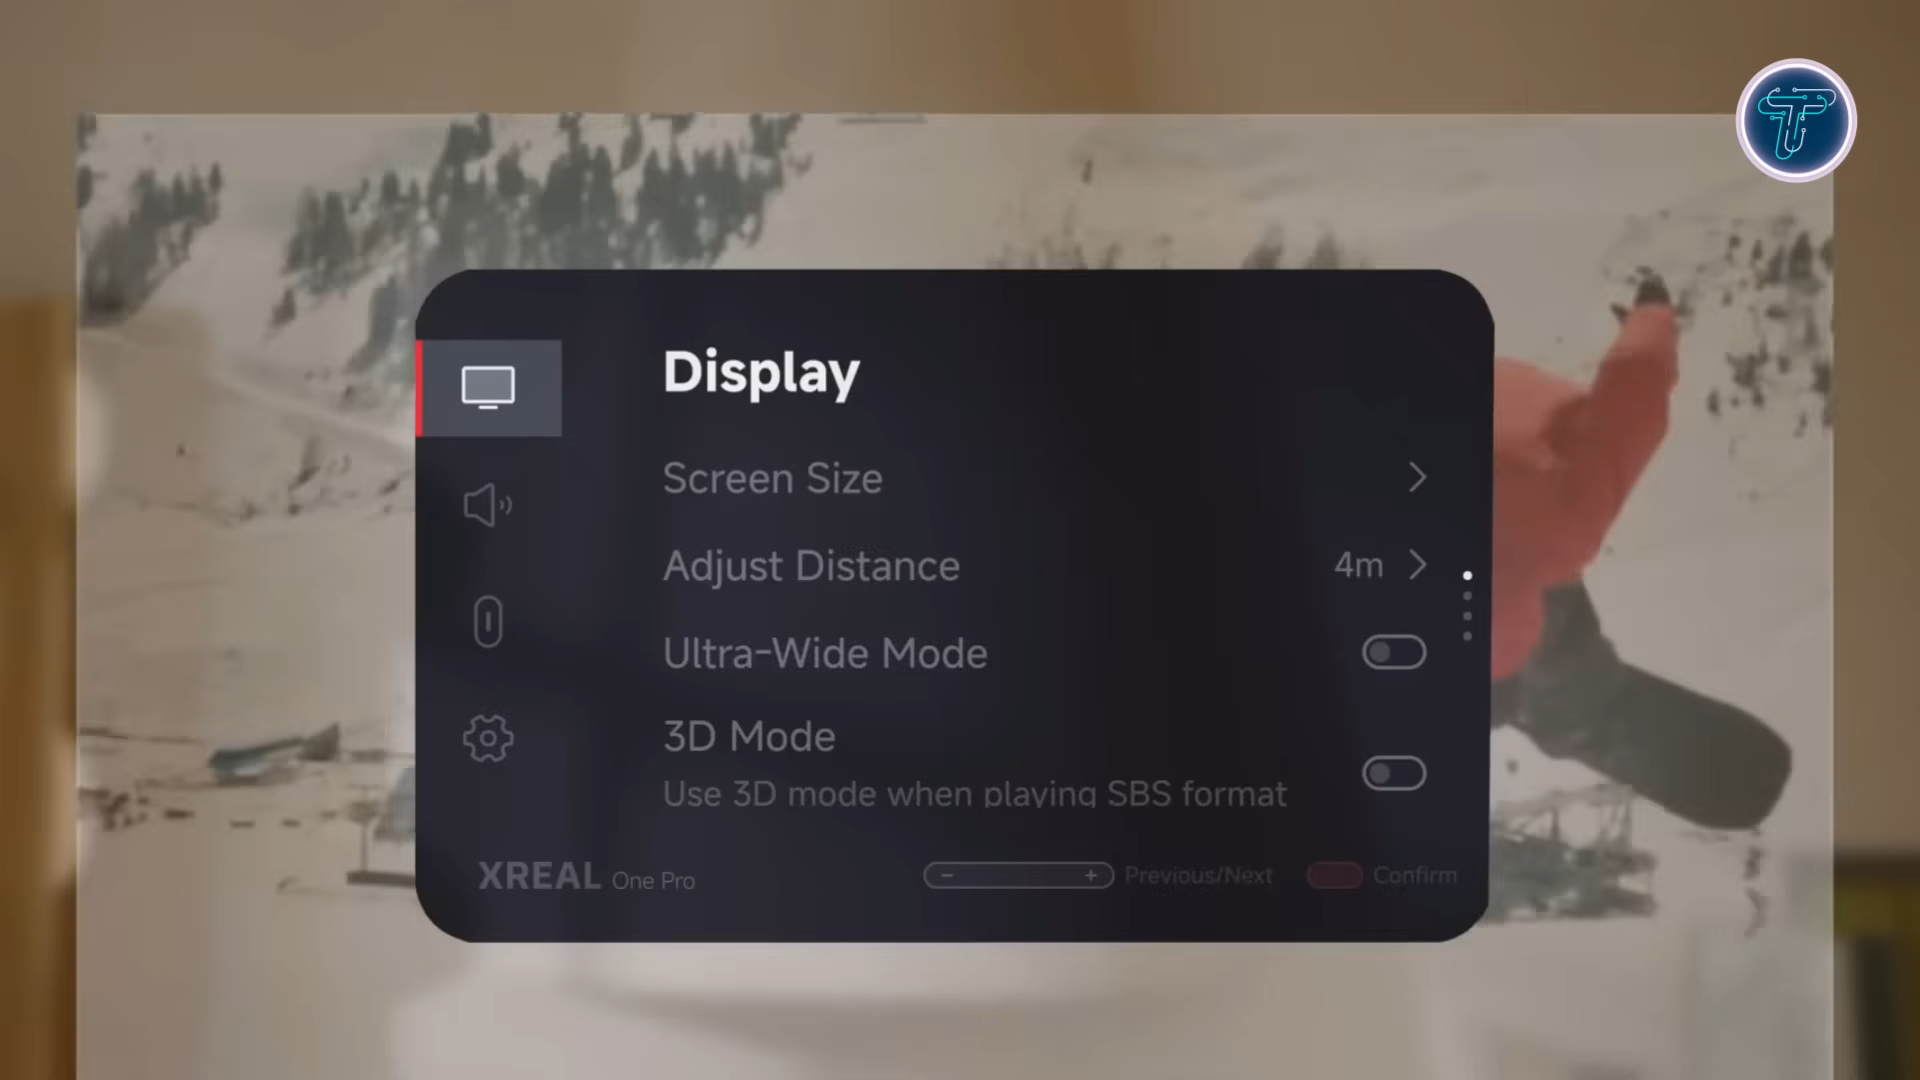 Display
Screen Size
Adjust Distance 4m
Ultra-Wide Mode
3D Mode
Use 3D mode when playing SBS format
XREAL One Pro
− + Previous/Next Confirm